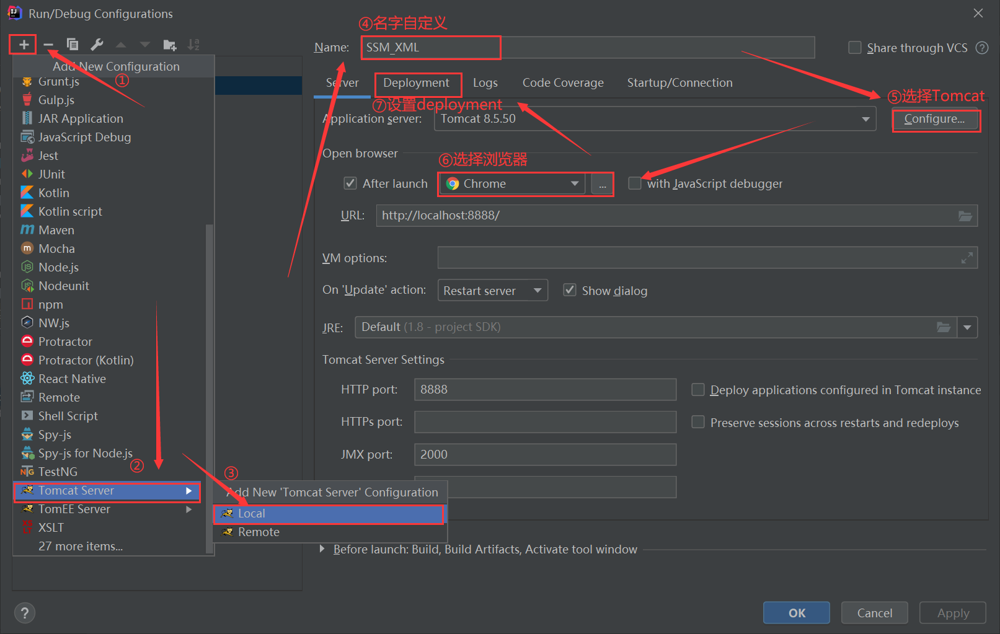 Run/Debug Configurations
④名字自定义
Name: SSM_XML
Share through VCS ?
Add New Configuration
①
Grunt.js
Gulp.js
JAR Application
JavaScript Debug
Jest
JUnit
Kotlin
Kotlin script
Maven
Mocha
Node.js
Nodeunit
npm
NW.js
Protractor
Protractor (Kotlin)
React Native
Remote
Shell Script
Spy-js
Spy-js for Node.js
②
TestNG
Tomcat Server
TomEE Server
XSLT
27 more items...
③
Add New 'Tomcat Server' Configuration
Local
Remote
Server Deployment Logs Code Coverage Startup/Connection
⑦设置deployment
⑤选择Tomcat
Application server: Tomcat 8.5.50 Configure...
Open browser
⑥选择浏览器
After launch Chrome ... with JavaScript debugger
URL: http://localhost:8888/
VM options:
On 'Update' action: Restart server Show dialog
JRE: Default (1.8 - project SDK)
Tomcat Server Settings
HTTP port: 8888 Deploy applications configured in Tomcat instance
HTTPs port: Preserve sessions across restarts and redeploys
JMX port: 2000
Before launch: Build, Build Artifacts, Activate tool window
? OK Cancel Apply